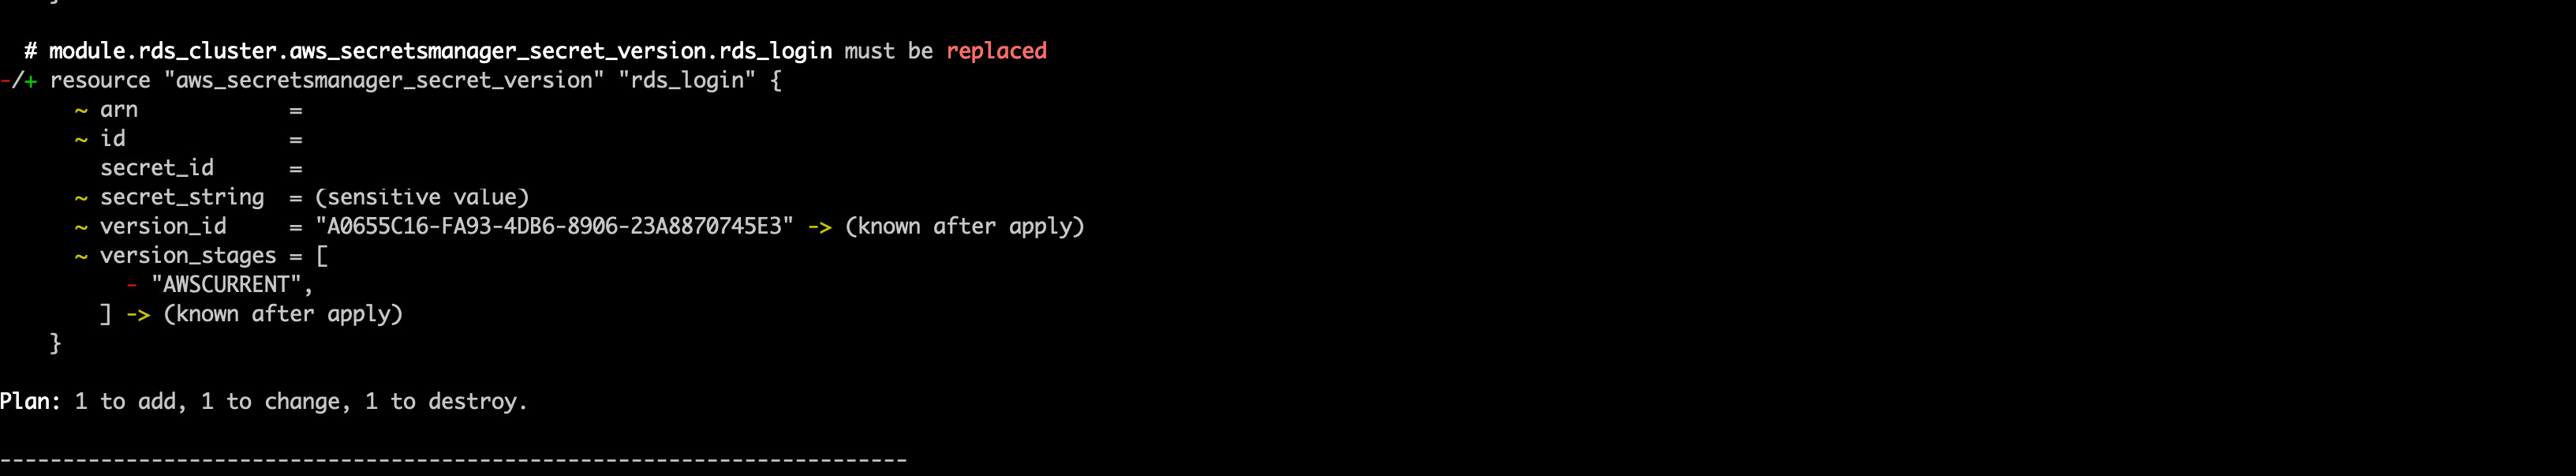 }
# module.rds_cluster.aws_secretsmanager_secret_version.rds_login must be replaced
-/+ resource "aws_secretsmanager_secret_version" "rds_login" {
~ arn =
~ id =
secret_id =
~ secret_string = (sensitive value)
~ version_id = "A0655C16-FA93-4DB6-8906-23A8870745E3" -> (known after apply)
~ version_stages = [
- "AWSCURRENT",
] -> (known after apply)
}
Plan: 1 to add, 1 to change, 1 to destroy.
------------------------------------------------------------------------